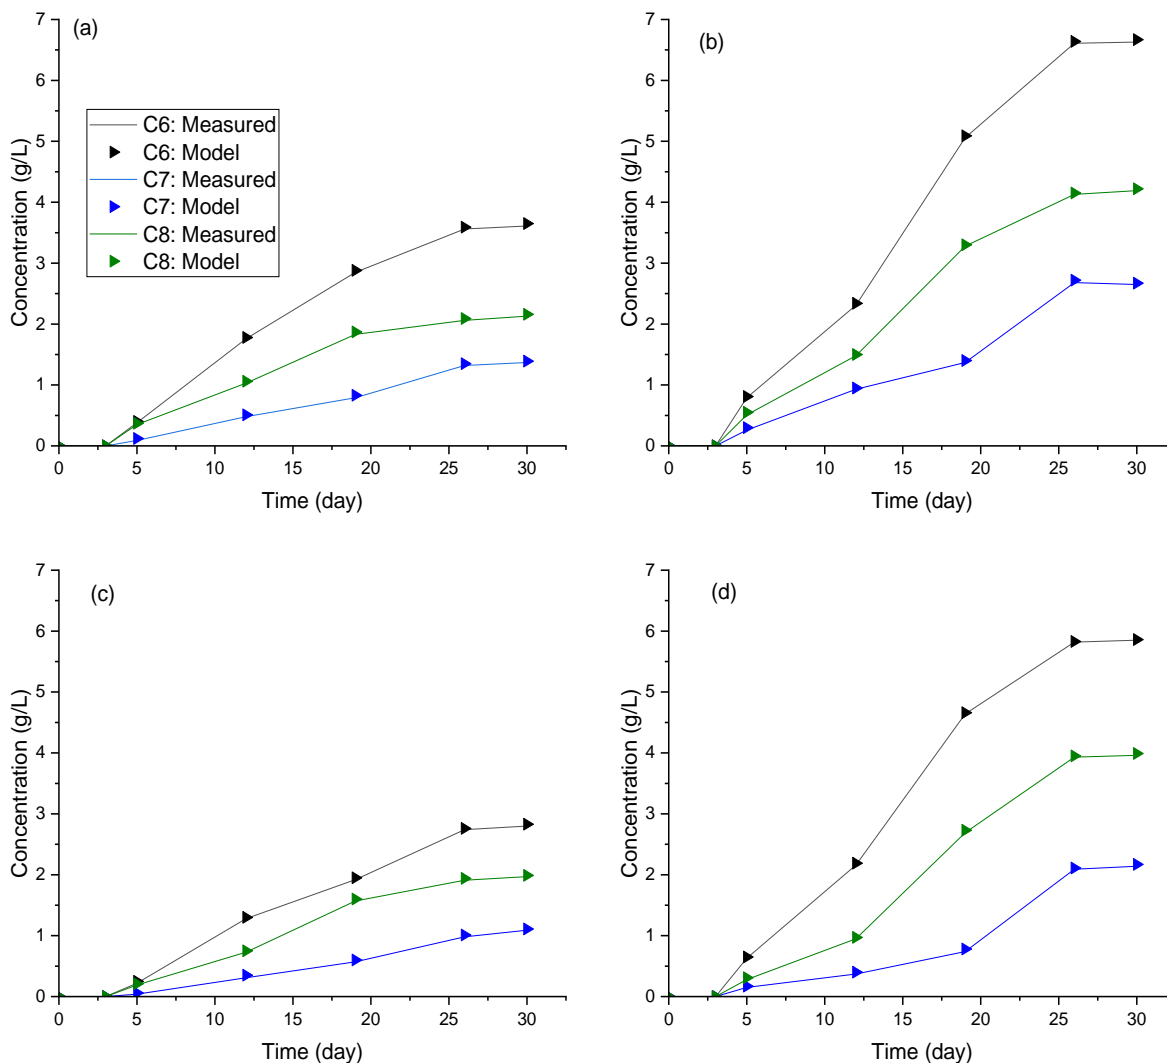 (a)
7
6
5
4
3
2
1
0
Concentration (g/L)
C6: Measured
C6: Model
C7: Measured
C7: Model
C8: Measured
C8: Model
0 5 10 15 20 25 30
Time (day)
(b)
7
6
5
4
3
2
1
0
Concentration (g/L)
0 5 10 15 20 25 30
Time (day)
(c)
7
6
5
4
3
2
1
0
Concentration (g/L)
0 5 10 15 20 25 30
Time (day)
(d)
7
6
5
4
3
2
1
0
Concentration (g/L)
0 5 10 15 20 25 30
Time (day)